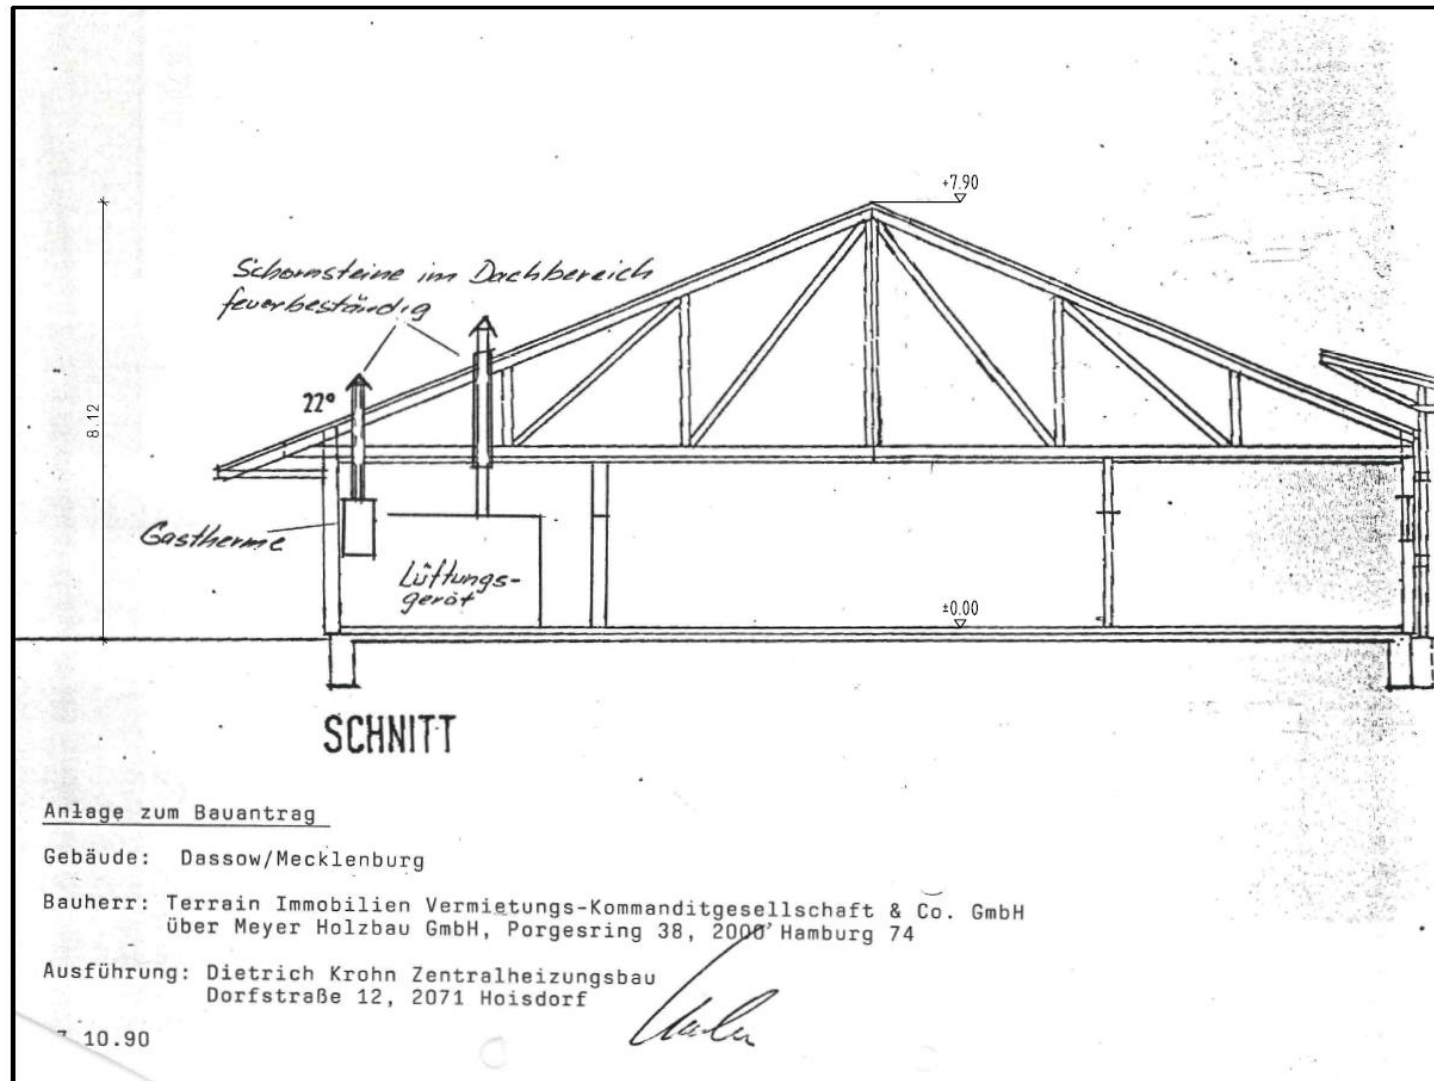 +7.90
Schornsteine im Dachbereich
feuerbeständig
22°
8.12
Gastherme
Lüftungs-
gerät
±0.00
SCHNITT
Anlage zum Bauantrag
Gebäude: Dassow/Mecklenburg
Bauherr: Terrain Immobilien Vermietungs-Kommanditgesellschaft & Co. GmbH
über Meyer Holzbau GmbH, Porgesring 38, 2000 Hamburg 74
Ausführung: Dietrich Krohn Zentralheizungsbau
Dorfstraße 12, 2071 Hoisdorf
10.90